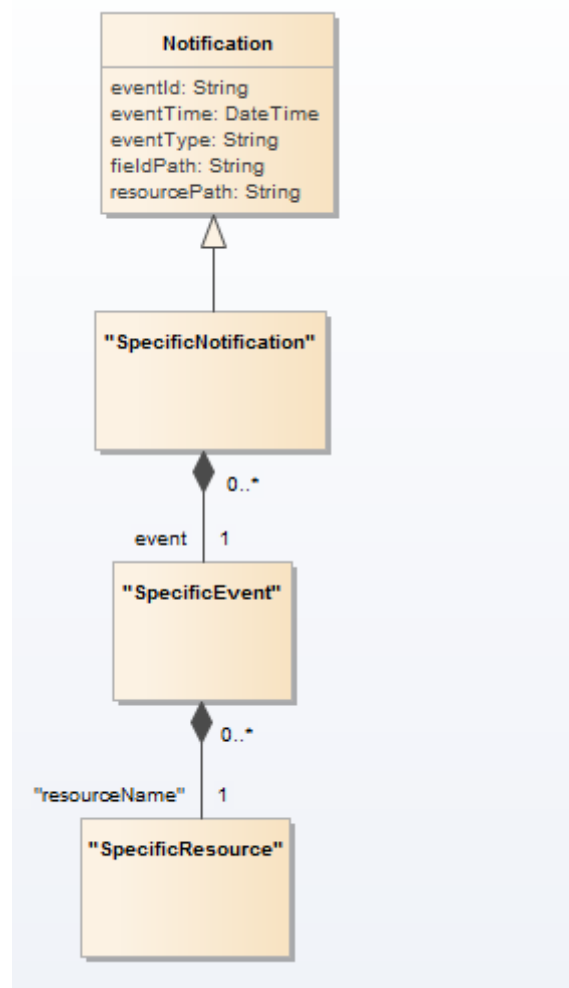 Notification
eventId: String
eventTime: DateTime
eventType: String
fieldPath: String
resourcePath: String
"SpecificNotification"
0..*
event 1
"SpecificEvent"
0..*
"resourceName" 1
"SpecificResource"